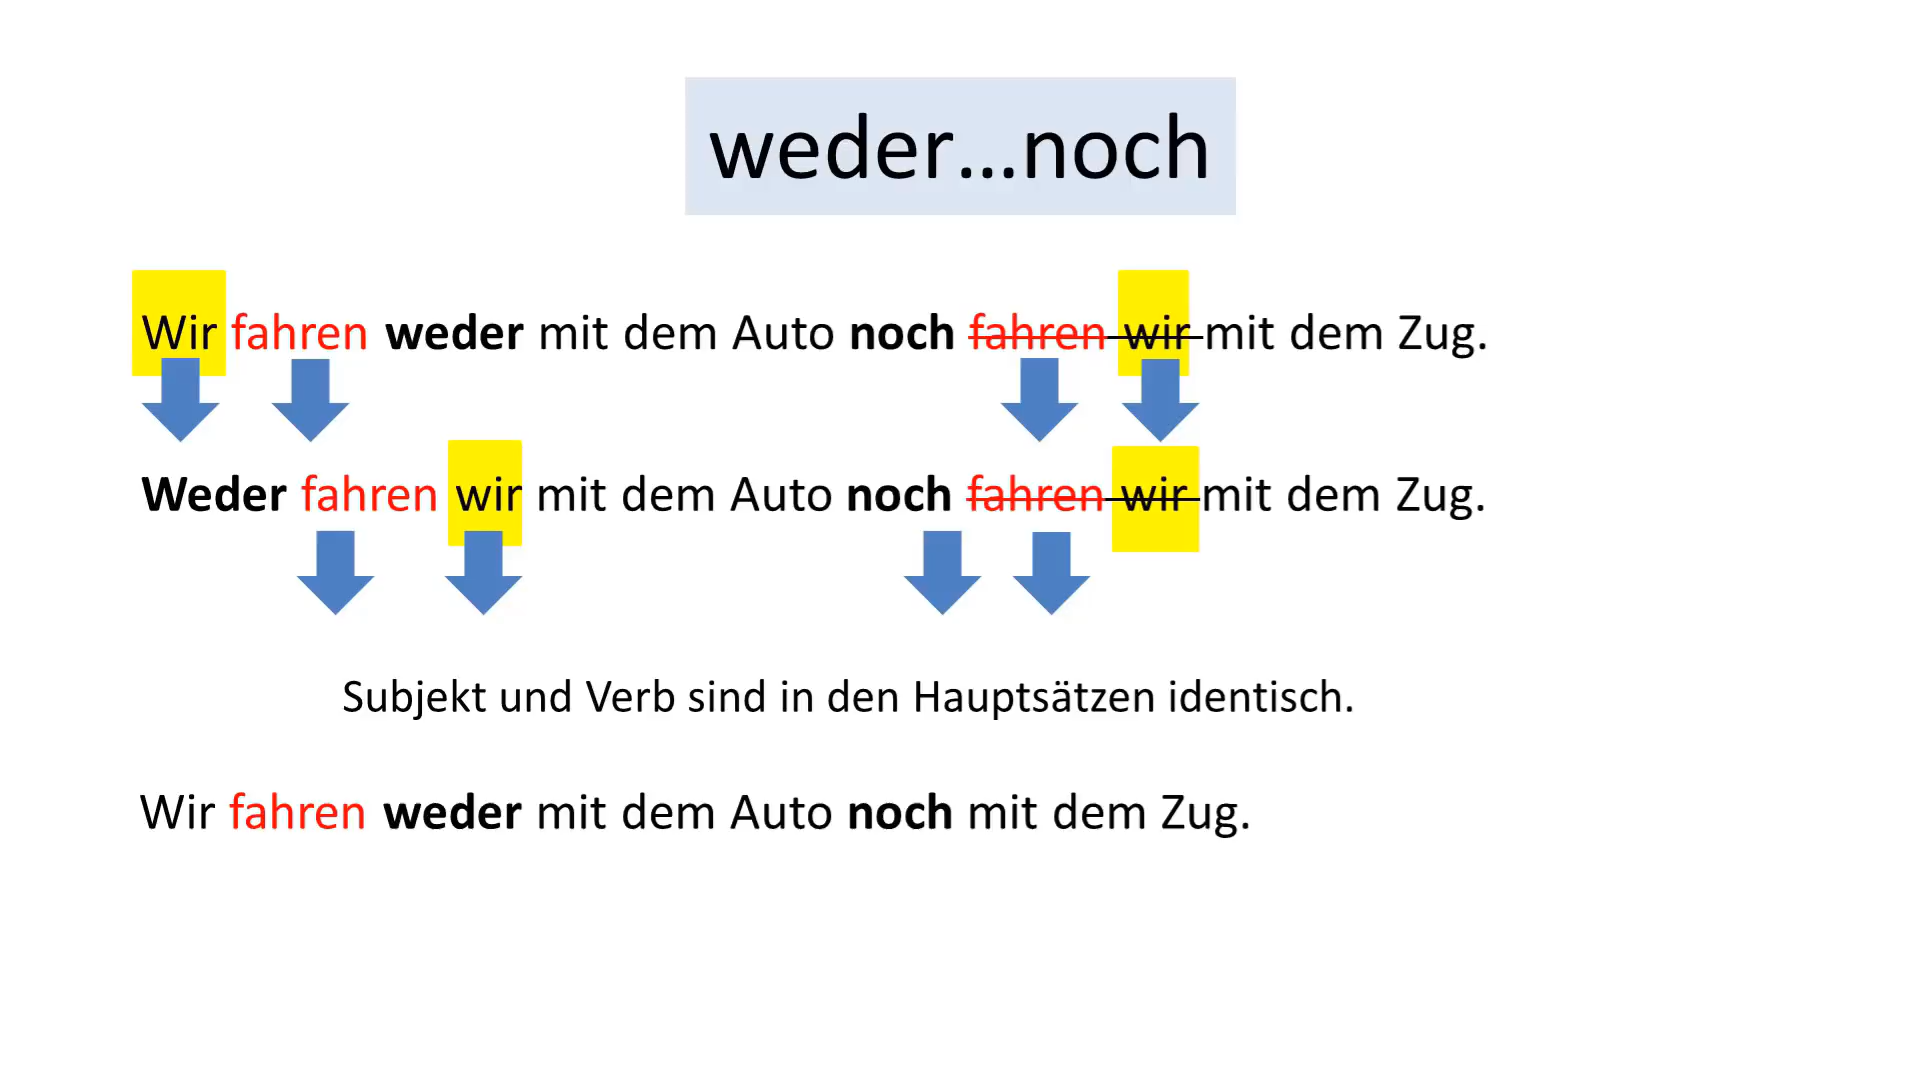 weder...noch
Wir fahren weder mit dem Auto noch fahren wir mit dem Zug.
Weder fahren wir mit dem Auto noch fahren wir mit dem Zug.
Subjekt und Verb sind in den Hauptsätzen identisch.
Wir fahren weder mit dem Auto noch mit dem Zug.